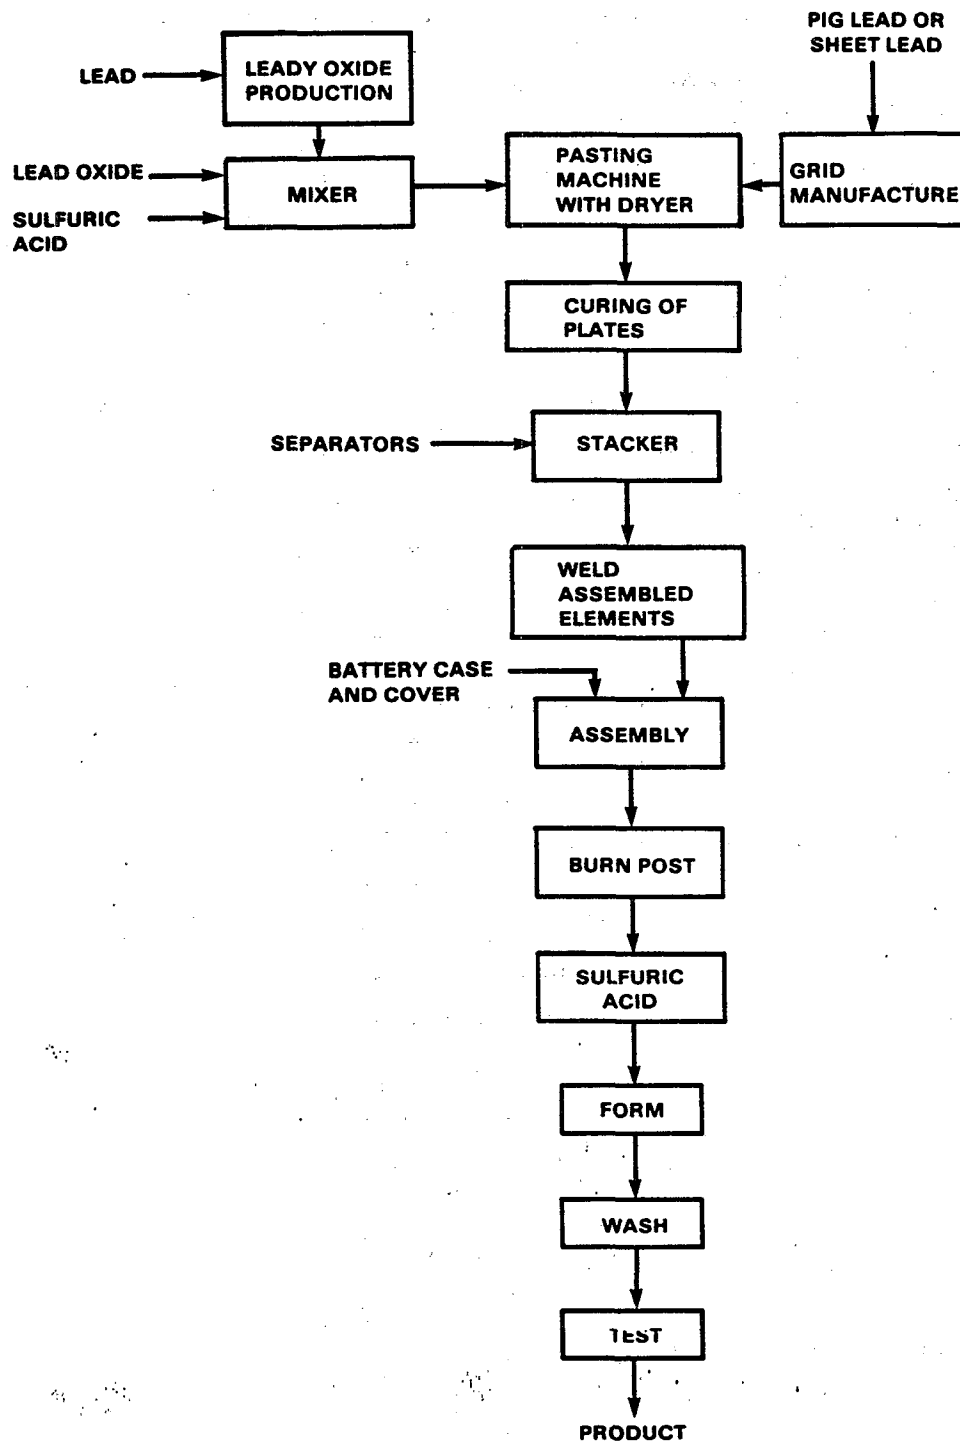 PIG LEAD OR
SHEET LEAD
LEAD
LEADY OXIDE
PRODUCTION
LEAD OXIDE
SULFURIC
ACID
MIXER
PASTING
MACHINE
WITH DRYER
GRID
MANUFACTURE
CURING OF
PLATES
SEPARATORS
STACKER
WELD
ASSEMBLED
ELEMENTS
BATTERY CASE
AND COVER
ASSEMBLY
BURN POST
SULFURIC
ACID
FORM
WASH
TEST
PRODUCT